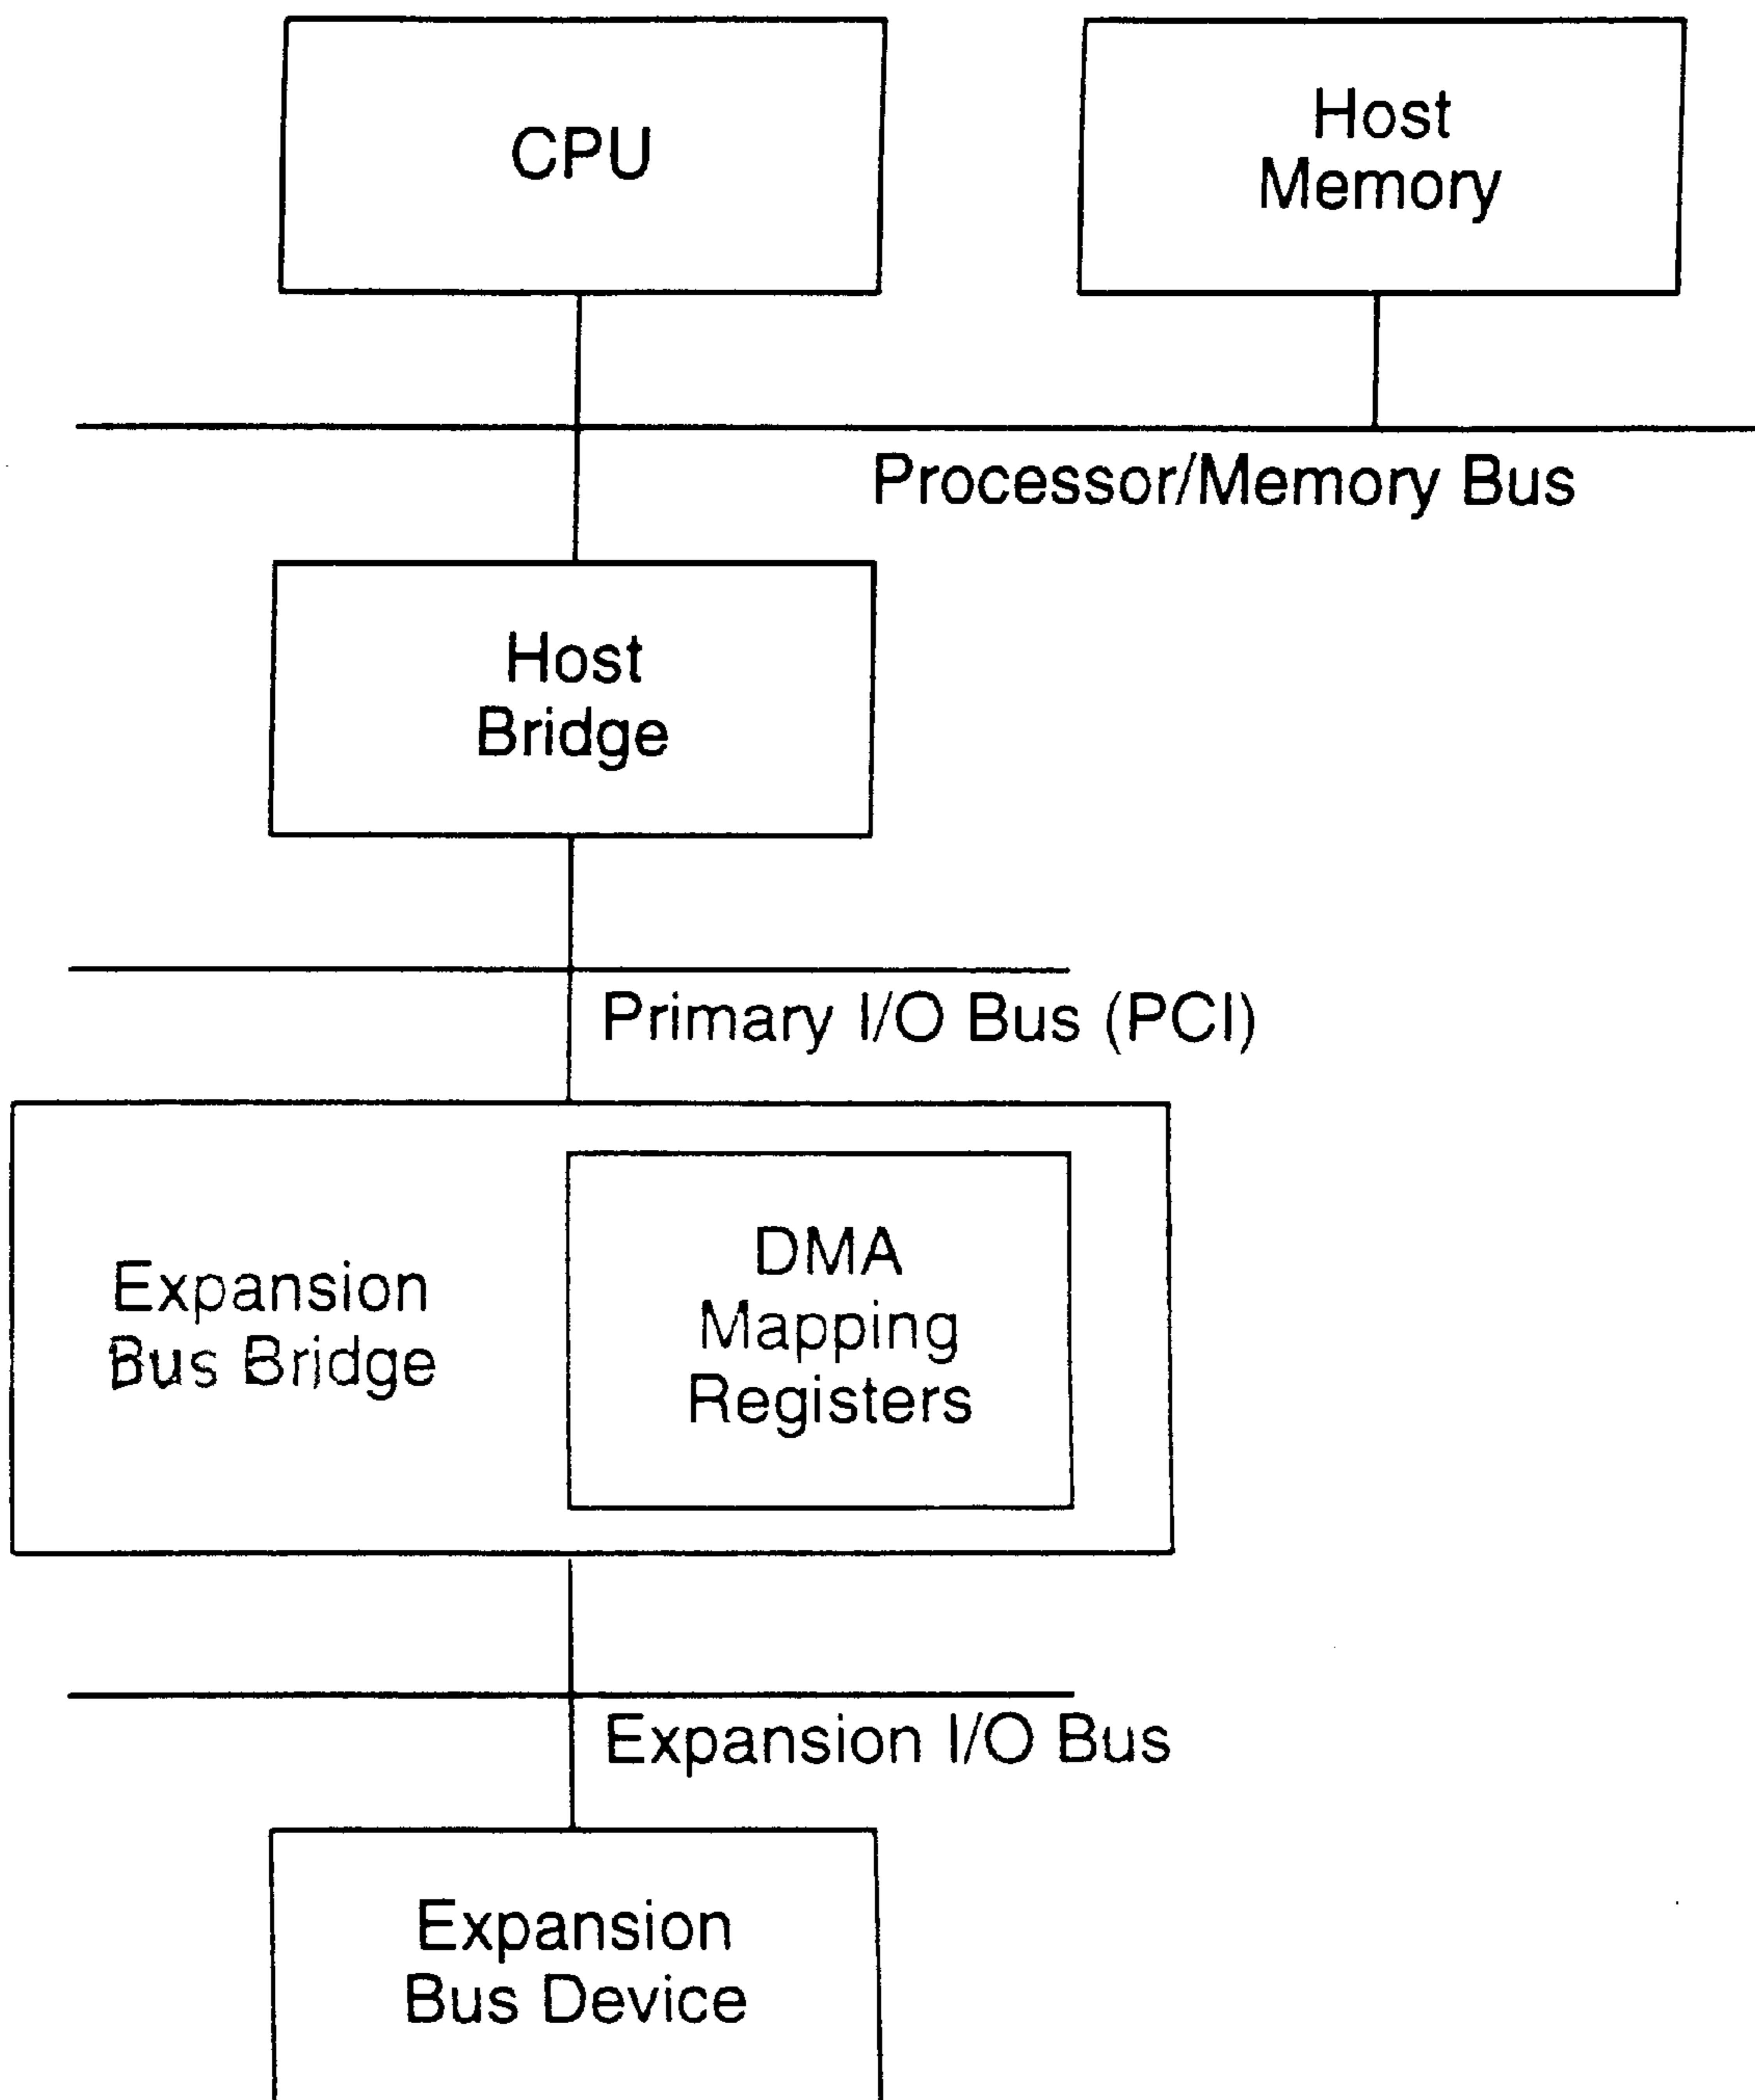 CPU
Host
Memory
Processor/Memory Bus
Host
Bridge
Primary I/O Bus (PCI)
Expansion
Bus Bridge
DMA
Mapping
Registers
Expansion I/O Bus
Expansion
Bus Device